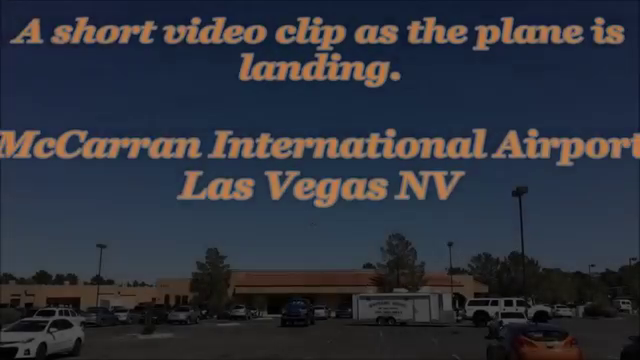 A short video clip as the plane is
landing.
McCarran International Airport
Las Vegas NV